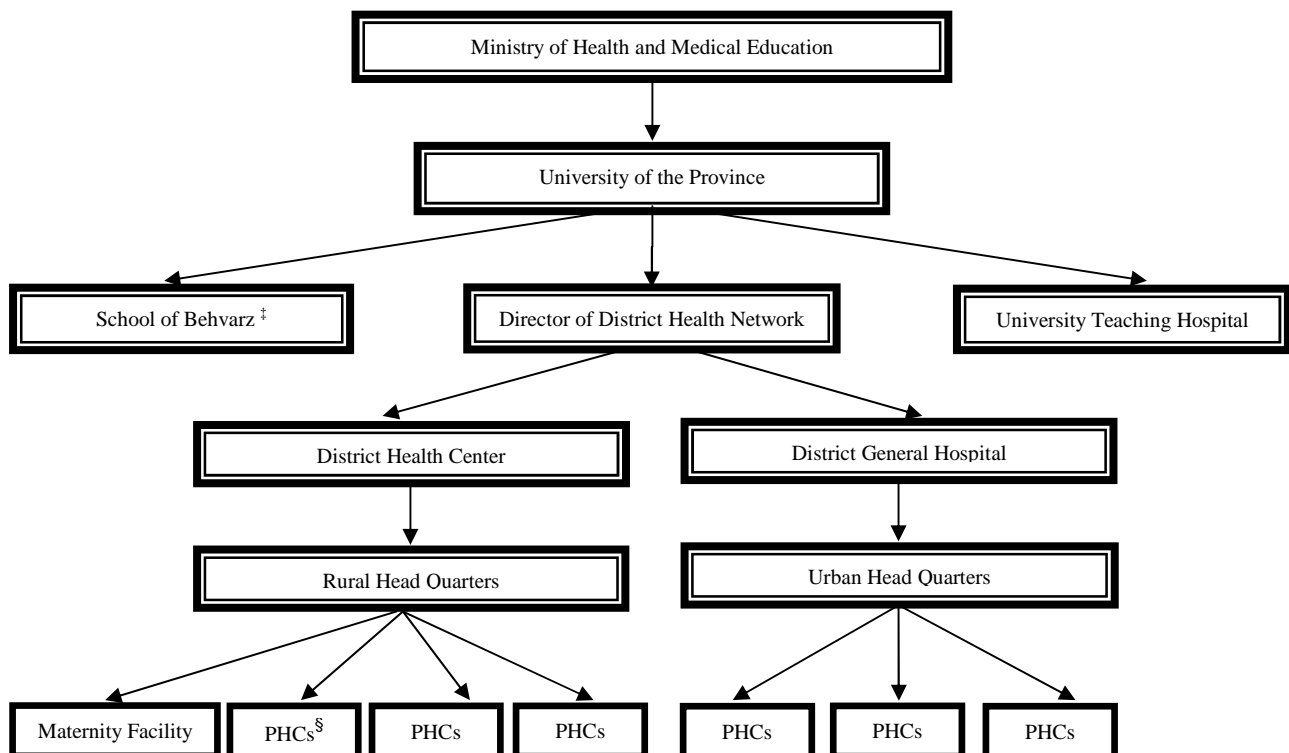 Ministry of Health and Medical Education
University of the Province
School of Behvarz ‡
Director of District Health Network
University Teaching Hospital
District Health Center
District General Hospital
Rural Head Quarters
Urban Head Quarters
Maternity Facility
PHCs§
PHCs
PHCs
PHCs
PHCs
PHCs